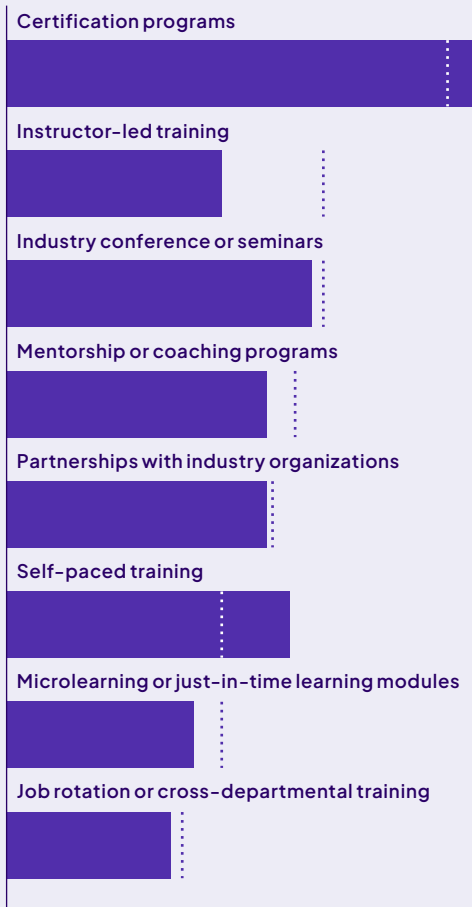 Certification programs
Instructor-led training
Industry conference or seminars
Mentorship or coaching programs
Partnerships with industry organizations
Self-paced training
Microlearning or just-in-time learning modules
Job rotation or cross-departmental training